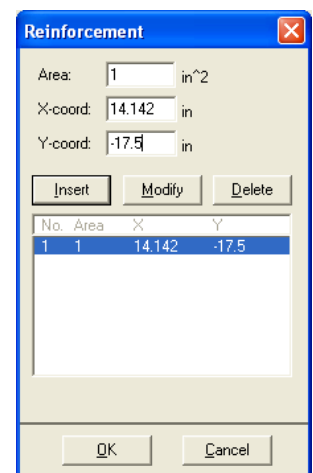 Reinforcement
Area: 1 in^2
X-coord: 14.142 in
Y-coord: -17.5 in
Insert Modify Delete
No. Area X Y
1 1 14.142 -17.5
OK Cancel